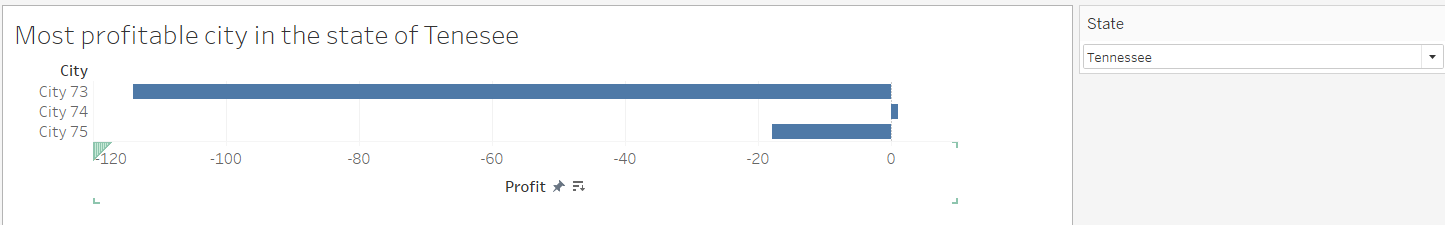 Most profitable city in the state of Tenesee
State
Tennessee
City
City 73
City 74
City 75
-120 -100 -80 -60 -40 -20 0
Profit